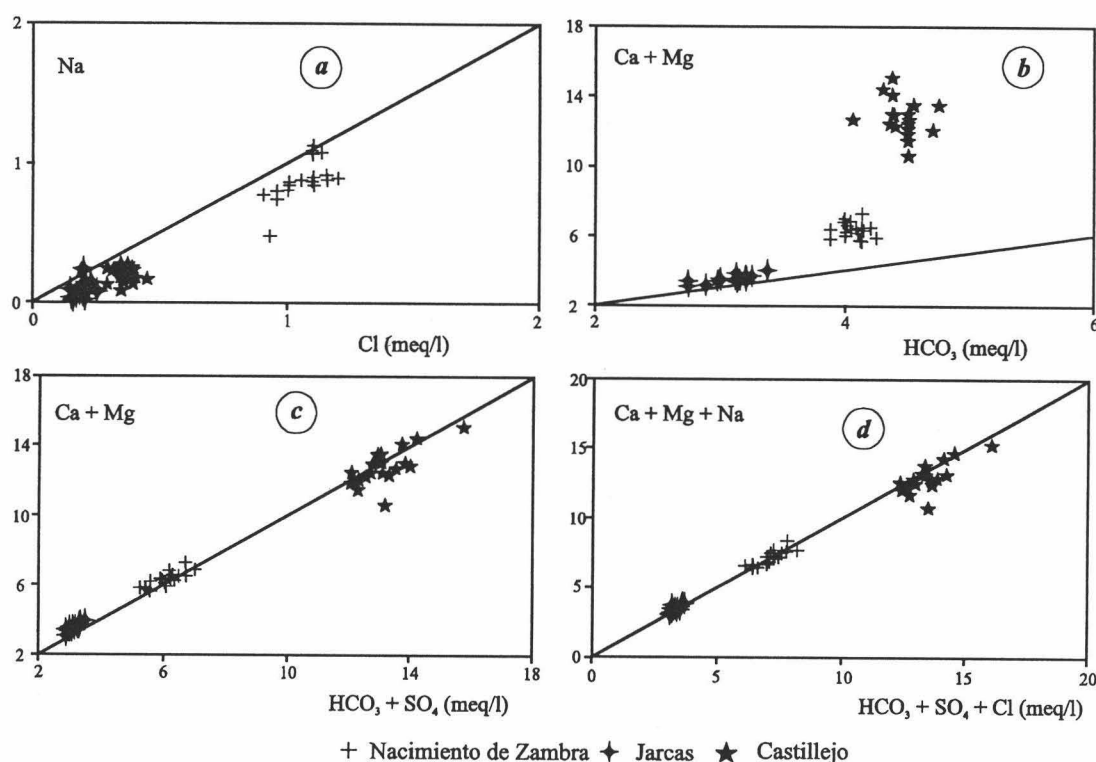 2
Na
a
1
0
0
1
2
Cl (meq/l)
18
Ca + Mg
b
14
10
6
2
2
4
6
HCO₃ (meq/l)
18
Ca + Mg
c
14
10
6
2
2
6
10
14
18
HCO₃ + SO₄ (meq/l)
20
Ca + Mg + Na
d
15
10
5
0
0
5
10
15
20
HCO₃ + SO₄ + Cl (meq/l)
+ Nacimiento de Zambra ✦ Jarcas ★ Castillejo